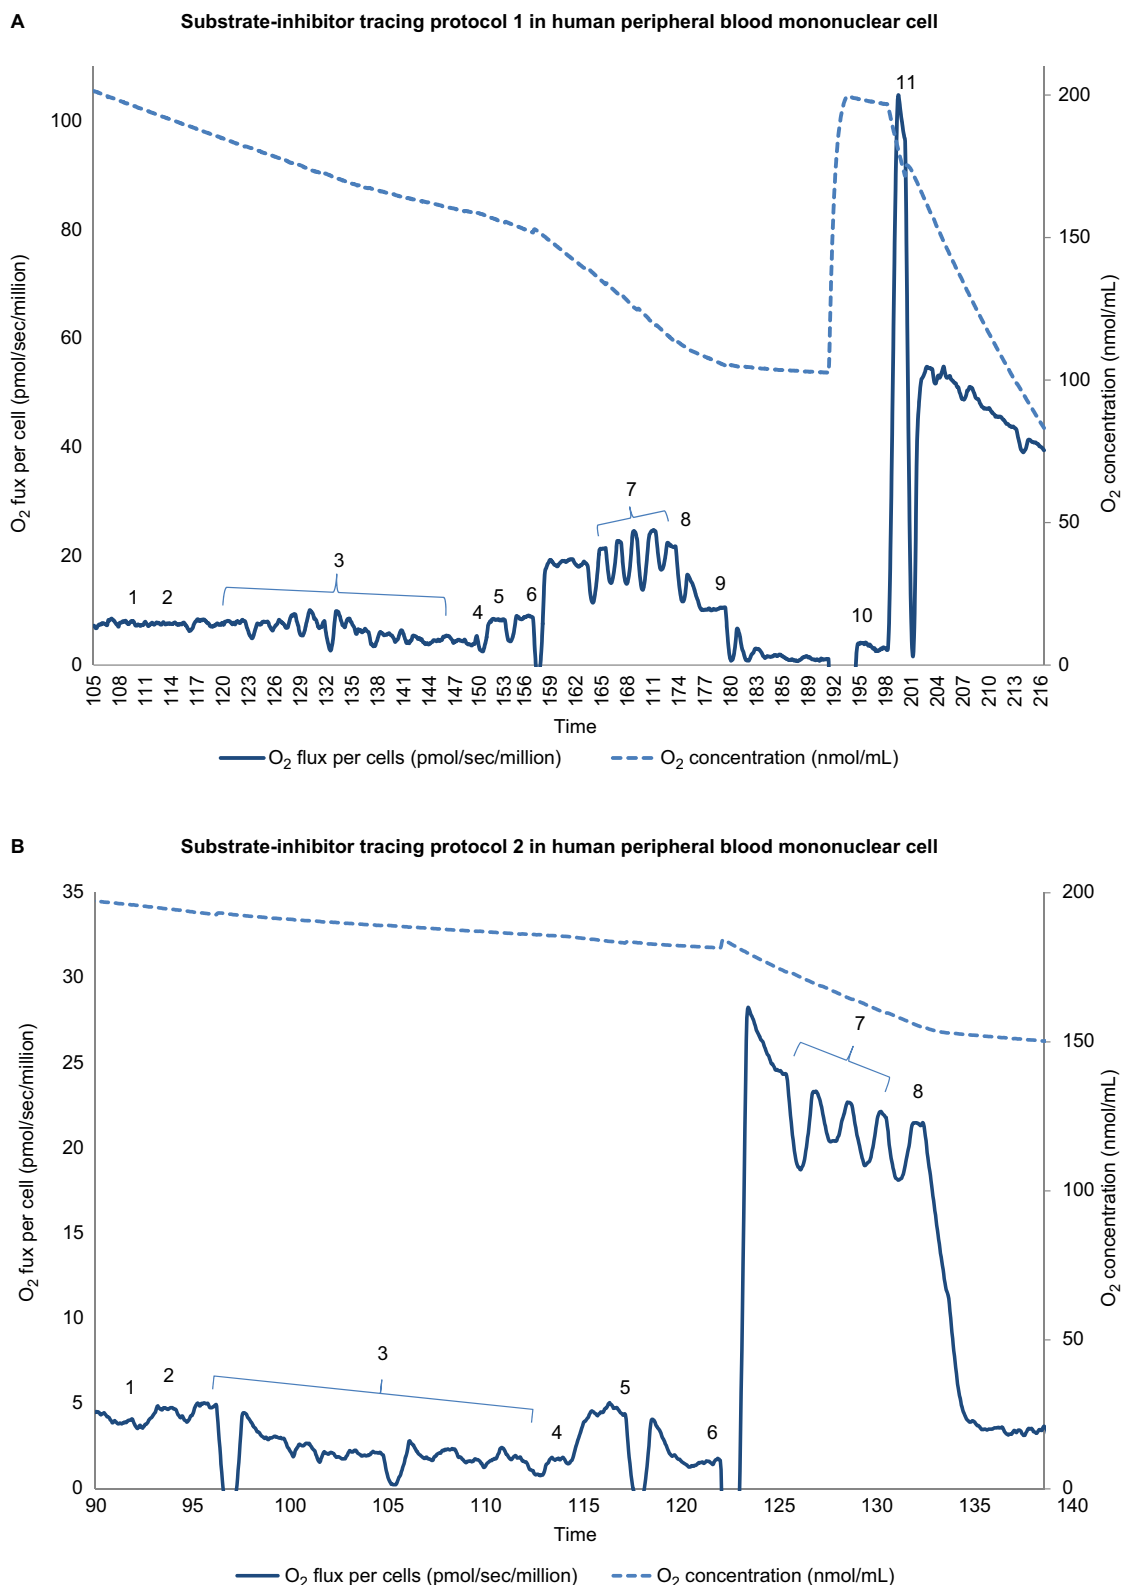 A
Substrate-inhibitor tracing protocol 1 in human peripheral blood mononuclear cell
O2 fux per cell (pmol/sec/million)
100
80
60
40
20
0
200
150
100
50
0
O2 concentration (nmol/mL)
1
2
3
4
5
6
7
8
9
10
11
105 108 111 114 117 120 123 126 129 132 135 138 141 144 147 150 153 156 159 162 165 168 171 174 177 180 183 186 189 192 195 198 201 204 207 210 213 216
Time
O2 flux per cells (pmol/sec/million)
O2 concentration (nmol/mL)
B
Substrate-inhibitor tracing protocol 2 in human peripheral blood mononuclear cell
O2 fux per cell (pmol/sec/million)
35
30
25
20
15
10
5
0
200
150
100
50
0
O2 concentration (nmol/mL)
1
2
3
4
5
6
7
8
90 95 100 105 110 115 120 125 130 135 140
Time
O2 flux per cells (pmol/sec/million)
O2 concentration (nmol/mL)